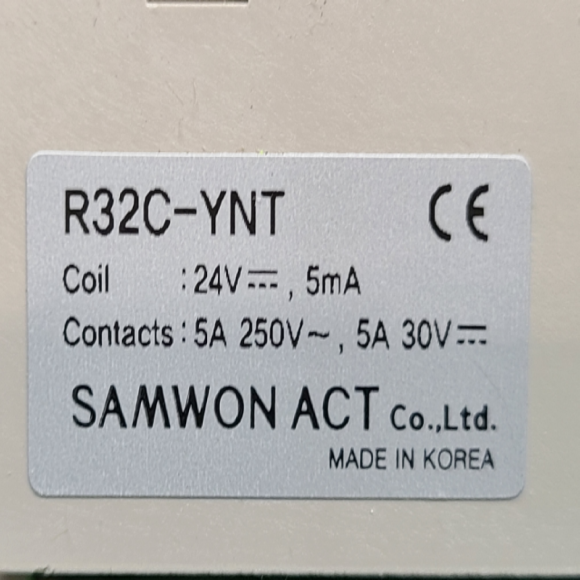 R32C-YNT CE
Coil : 24V⎓, 5mA
Contacts : 5A 250V~, 5A 30V⎓
SAMWON ACT Co.,Ltd.
MADE IN KOREA